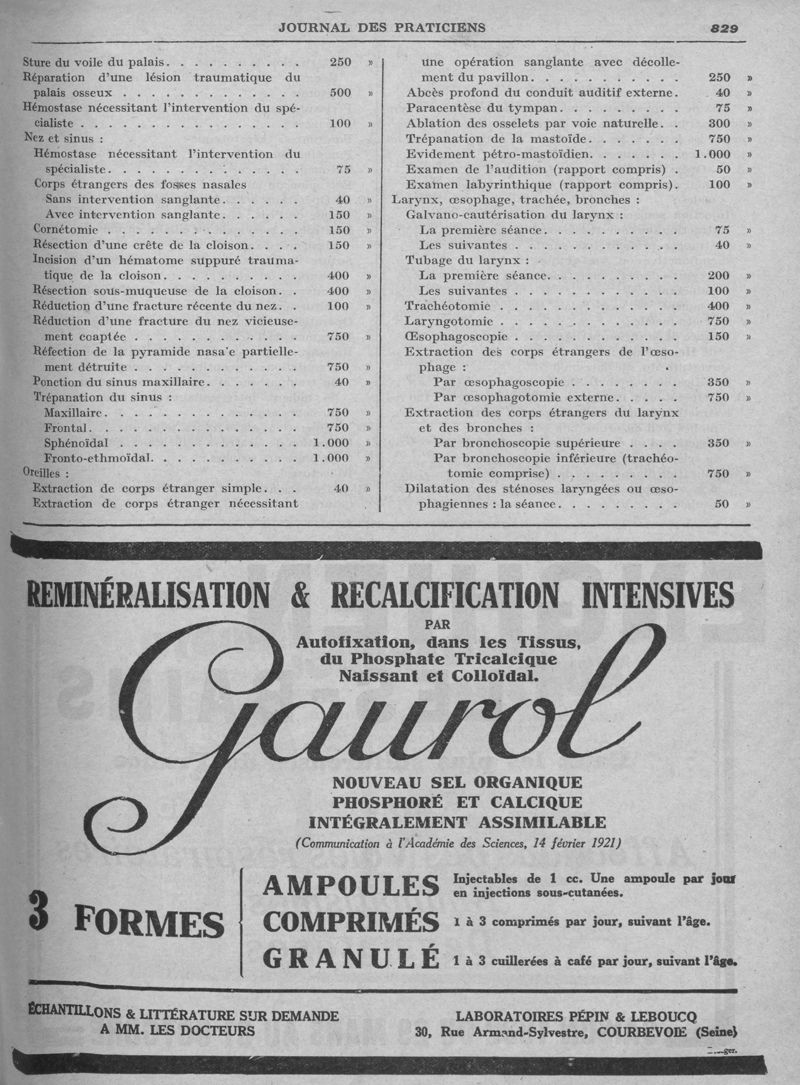 JOURNAL DES PRATICIENS 829
Sture du voile du palais. . . . . . . . . . 250 »
Réparation d'une lésion traumatique du
palais osseux . . . . . . . . . . . . . 500 »
Hémostase nécessitant l'intervention du spé-
cialiste . . . . . . . . . . . . . . . . 100 »
Nez et sinus :
Hémostase nécessitant l'intervention du
spécialiste. . . . . . . . . . . . . . 75 »
Corps étrangers des fosses nasales
Sans intervention sanglante. . . . . . 40 »
Avec intervention sanglante. . . . . . 150 »
Cornétomie . . . . . . . . . . . . . . 150 »
Résection d'une crête de la cloison. . . . 150 »
Incision d'un hématome suppuré trauma-
tique de la cloison. . . . . . . . . . 400 »
Résection sous-muqueuse de la cloison. . 400 »
Réduction d'une fracture récente du nez. . 100 »
Réduction d'une fracture du nez vicieuse-
ment coaptée . . . . . . . . . . . . 750 »
Réfection de la pyramide nasa'e partielle-
ment détruite . . . . . . . . . . . . 750 »
Ponction du sinus maxillaire. . . . . . . 40 »
Trépanation du sinus :
Maxillaire. . . . . . . . . . . . . . 750 »
Frontal. . . . . . . . . . . . . . . 750 »
Sphénoïdal . . . . . . . . . . . . . 1.000 »
Fronto-ethmoïdal. . . . . . . . . . . 1.000 »
Oreilles :
Extraction de corps étranger simple. . . 40 »
Extraction de corps étranger nécessitant
une opération sanglante avec décolle-
ment du pavillon. . . . . . . . . . . 250 »
Abcès profond du conduit auditif externe. 40 »
Paracentèse du tympan. . . . . . . . . 75 »
Ablation des osselets par voie naturelle. . 300 »
Trépanation de la mastoïde. . . . . . . 750 »
Evidement pétro-mastoïdien. . . . . . . 1.000 »
Examen de l'audition (rapport compris) . 50 »
Examen labyrinthique (rapport compris). 100 »
Larynx, œsophage, trachée, bronches :
Galvano-cautérisation du larynx :
La première séance. . . . . . . . . . 75 »
Les suivantes . . . . . . . . . . . . 40 »
Tubage du larynx :
La première séance. . . . . . . . . . 200 »
Les suivantes . . . . . . . . . . . . 100 »
Trachéotomie . . . . . . . . . . . . . 400 »
Laryngotomie . . . . . . . . . . . . . 750 »
Œsophagoscopie . . . . . . . . . . . . 150 »
Extraction des corps étrangers de l'œso-
phage :
Par œsophagoscopie . . . . . . . . 350 »
Par œsophagotomie externe. . . . . 750 »
Extraction des corps étrangers du larynx
et des bronches :
Par bronchoscopie supérieure . . . . 350 »
Par bronchoscopie inférieure (trachéo-
tomie comprise) . . . . . . . . . 750 »
Dilatation des sténoses laryngées ou œso-
phagiennes : la séance. . . . . . . . . 50 »
REMINÉRALISATION & RECALCIFICATION INTENSIVES
PAR
Autofixation, dans les Tissus,
du Phosphate Tricalcique
Naissant et Colloïdal.
Gaurol
NOUVEAU SEL ORGANIQUE
PHOSPHORÉ ET CALCIQUE
INTÉGRALEMENT ASSIMILABLE
(Communication à l'Académie des Sciences, 14 février 1921)
3 FORMES
AMPOULES Injectables de 1 cc. Une ampoule par jour
en injections sous-cutanées.
COMPRIMÉS 1 à 3 comprimés par jour, suivant l'âge.
GRANULÉ 1 à 3 cuillerées à café par jour, suivant l'âge.
ÉCHANTILLONS & LITTÉRATURE SUR DEMANDE
A MM. LES DOCTEURS
LABORATOIRES PÉPIN & LEBOUCQ
30, Rue Armand-Sylvestre, COURBEVOIE (Seine)